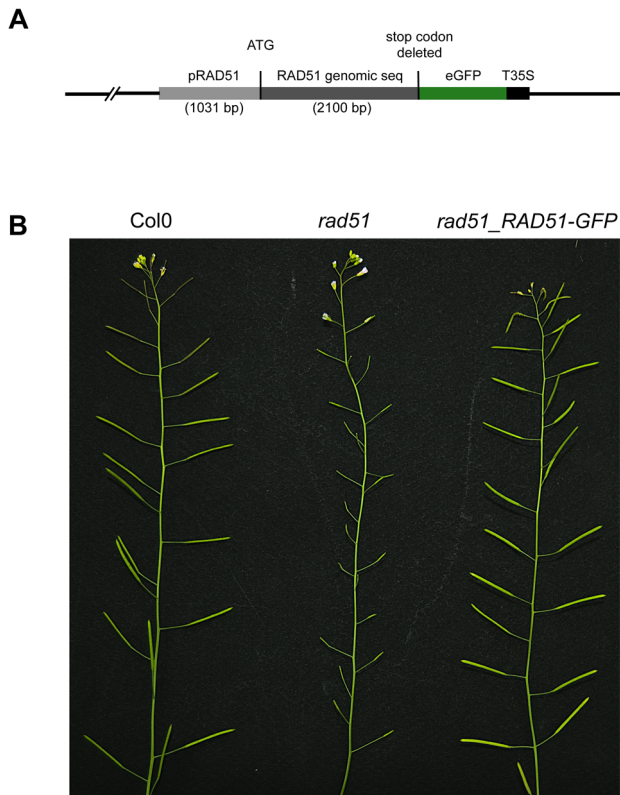 A
ATG
stop codon
deleted
pRAD51
RAD51 genomic seq
eGFP
T35S
(1031 bp)
(2100 bp)
B
Col0
rad51
rad51_RAD51-GFP